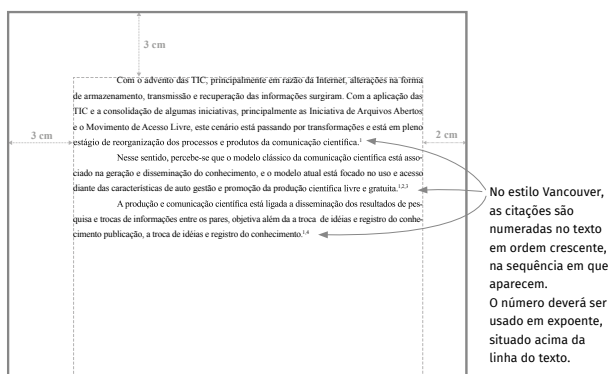 3 cm
Com o advento das TIC, principalmente em razão da Internet, alterações na forma
de armazenamento, transmissão e recuperação das informações surgiram. Com a aplicação das
TIC e a consolidação de algumas iniciativas, principalmente as Iniciativa de Arquivos Abertos
e o Movimento de Acesso Livre, este cenário está passando por transformações e está em pleno
3 cm
2 cm
estágio de reorganização dos processos e produtos da comunicação científica.¹
Nesse sentido, percebe-se que o modelo clássico da comunicação científica está asso-
ciado na geração e disseminação do conhecimento, e o modelo atual está focado no uso e acesso
diante das características de auto gestão e promoção da produção científica livre e gratuita.¹,²,³
A produção e comunicação científica está ligada a disseminação dos resultados de pes-
quisa e trocas de informações entre os pares, objetiva além da a troca de idéias e registro do conhe-
cimento publicação, a troca de idéias e registro do conhecimento.¹,⁴
No estilo Vancouver,
as citações são
numeradas no texto
em ordem crescente,
na sequência em que
aparecem.
O número deverá ser
usado em expoente,
situado acima da
linha do texto.